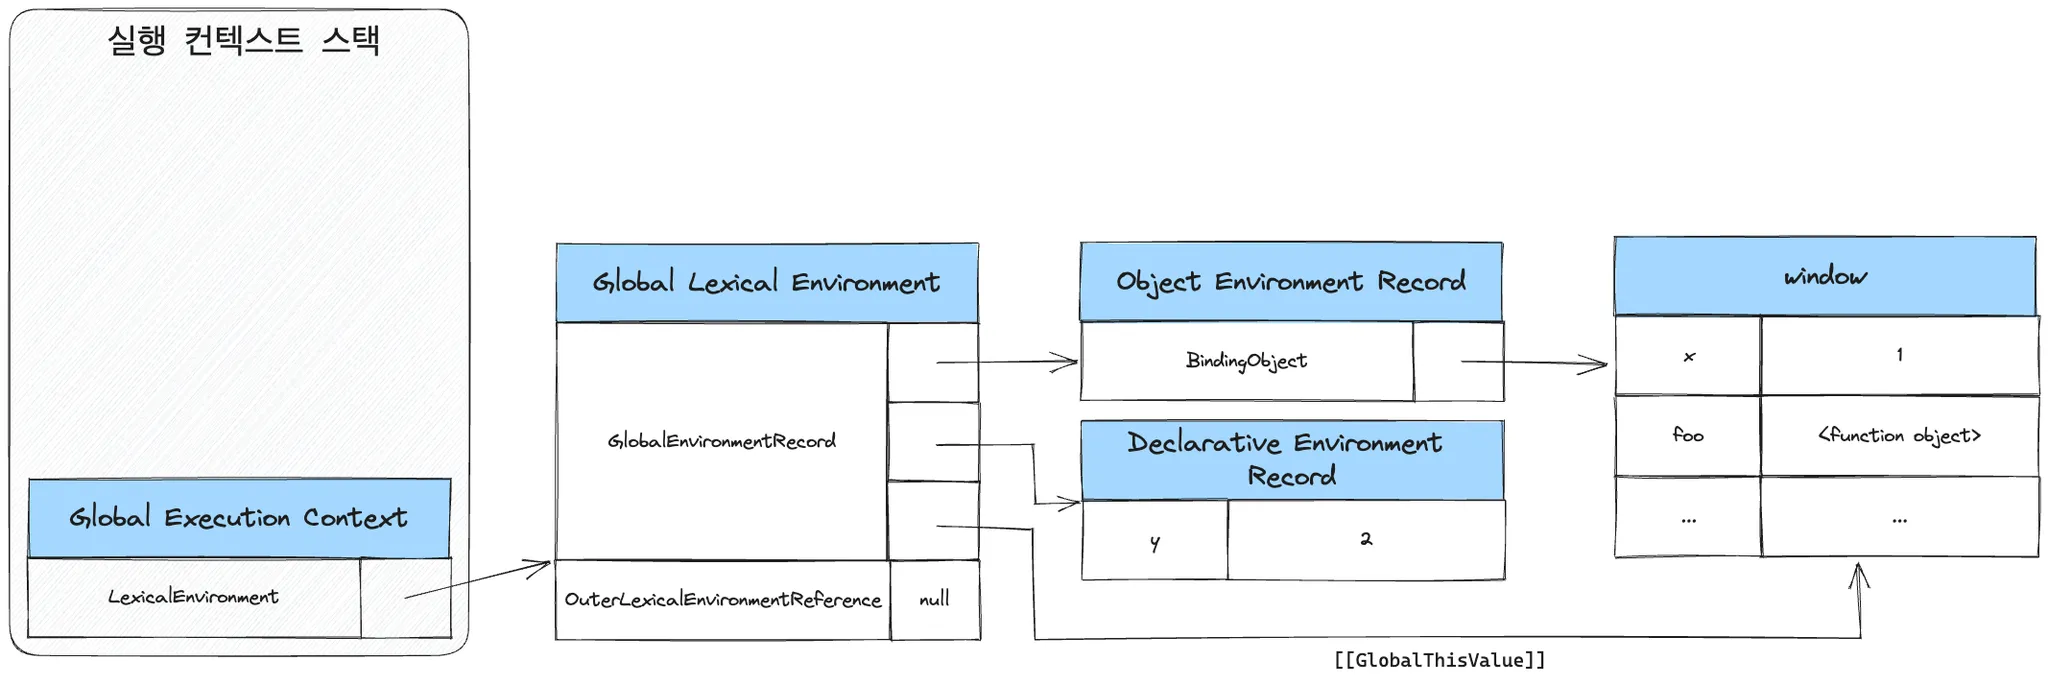 실행 컨텍스트 스택
Global Execution Context
LexicalEnvironment
Global Lexical Environment
GlobalEnvironmentRecord
OuterLexicalEnvironmentReference
null
Object Environment Record
BindingObject
Declarative Environment
Record
y
2
window
x
1
foo
<function object>
...
...
[[GlobalThisValue]]